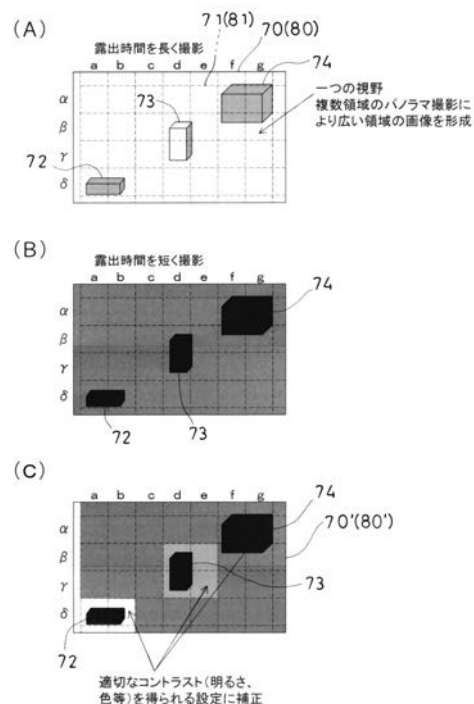 (A)
露出時間を長く撮影
71(81)
70(80)
74
a b c d e f g
α
β
γ
δ
73
72
一つの視野
複数領域のパノラマ撮影に
より広い領域の画像を形成
(B)
露出時間を短く撮影
a b c d e f g
74
α
β
γ
δ
72
73
(C)
a b c d e f g
74
α
β
γ
δ
70'(80')
73
72
適切なコントラスト(明るさ、
色等)を得られる設定に補正